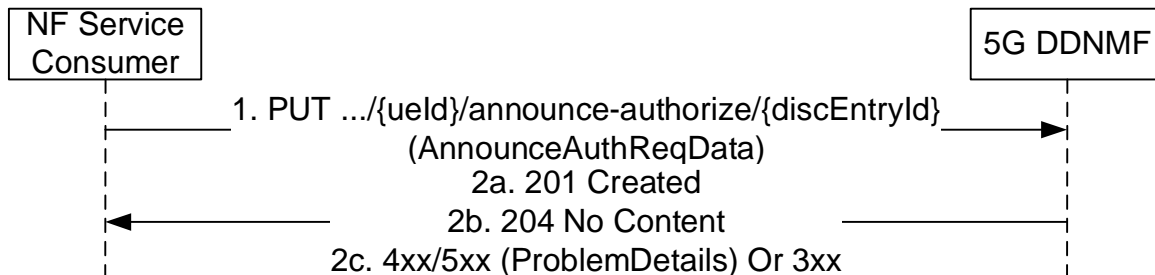 NF Service
Consumer
5G DDNMF
1. PUT .../{ueId}/announce-authorize/{discEntryId}
(AnnounceAuthReqData)
2a. 201 Created
2b. 204 No Content
2c. 4xx/5xx (ProblemDetails) Or 3xx